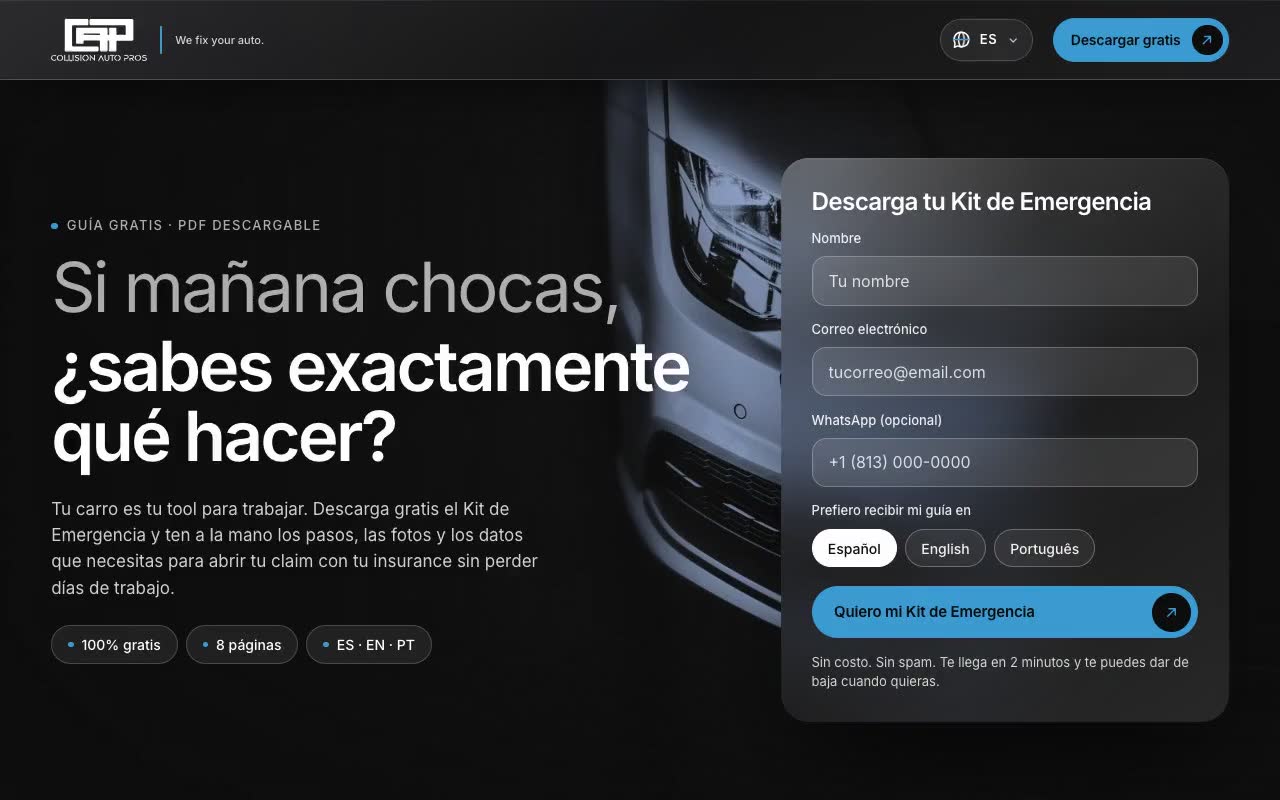 CAP
COLLISION AUTO PROS
We fix your auto.
ES
Descargar gratis
GUÍA GRATIS · PDF DESCARGABLE
Si mañana chocas,
¿sabes exactamente
qué hacer?
Tu carro es tu tool para trabajar. Descarga gratis el Kit de
Emergencia y ten a la mano los pasos, las fotos y los datos
que necesitas para abrir tu claim con tu insurance sin perder
días de trabajo.
100% gratis
8 páginas
ES · EN · PT
Descarga tu Kit de Emergencia
Nombre
Tu nombre
Correo electrónico
tucorreo@email.com
WhatsApp (opcional)
+1 (813) 000-0000
Prefiero recibir mi guía en
Español
English
Português
Quiero mi Kit de Emergencia
Sin costo. Sin spam. Te llega en 2 minutos y te puedes dar de
baja cuando quieras.